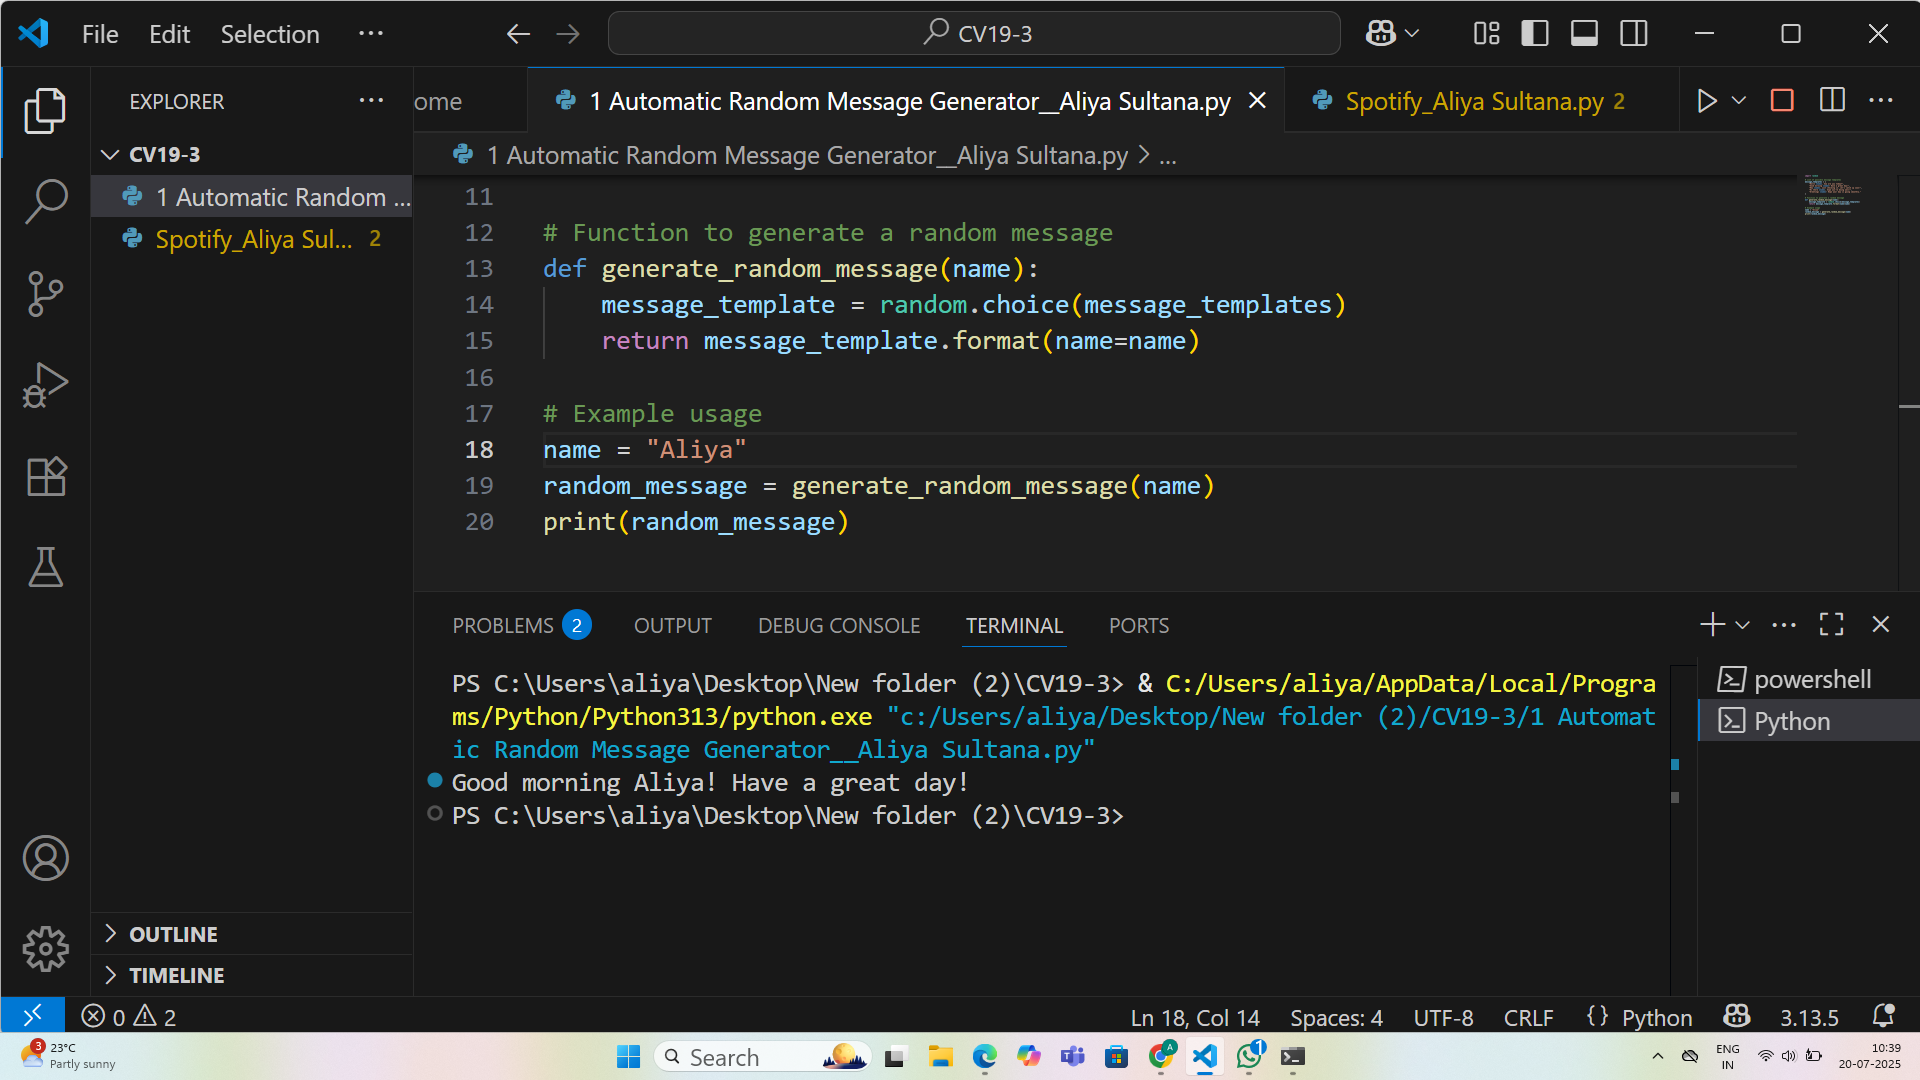 File Edit Selection ...
CV19-3
EXPLORER
ome
1 Automatic Random Message Generator__Aliya Sultana.py
Spotify_Aliya Sultana.py 2
CV19-3
1 Automatic Random ...
Spotify_Aliya Sul... 2
1 Automatic Random Message Generator__Aliya Sultana.py > ...
11
12 # Function to generate a random message
13 def generate_random_message(name):
14 message_template = random.choice(message_templates)
15 return message_template.format(name=name)
16
17 # Example usage
18 name = "Aliya"
19 random_message = generate_random_message(name)
20 print(random_message)
PROBLEMS 2 OUTPUT DEBUG CONSOLE TERMINAL PORTS
PS C:\Users\aliya\Desktop\New folder (2)\CV19-3> & C:/Users/aliya/AppData/Local/Progra
ms/Python/Python313/python.exe "c:/Users/aliya/Desktop/New folder (2)/CV19-3/1 Automat
ic Random Message Generator__Aliya Sultana.py"
Good morning Aliya! Have a great day!
PS C:\Users\aliya\Desktop\New folder (2)\CV19-3>
powershell
Python
OUTLINE
TIMELINE
0 2
Ln 18, Col 14 Spaces: 4 UTF-8 CRLF {} Python 3.13.5
3
23°C
Partly sunny
Search
A
1
ENG
IN
10:39
20-07-2025